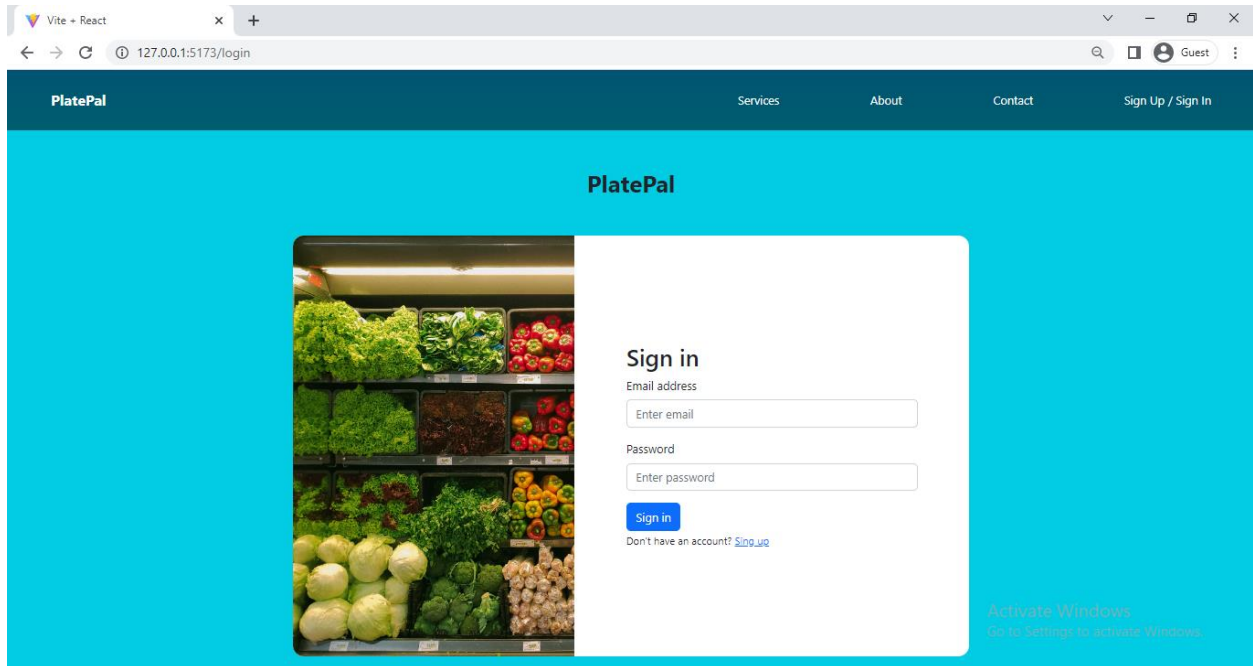 Vite + React
127.0.0.1:5173/login
Guest
PlatePal Services About Contact Sign Up / Sign In
PlatePal
Sign in
Email address
Enter email
Password
Enter password
Sign in
Don't have an account? Sing up
Activate Windows
Go to Settings to activate Windows.